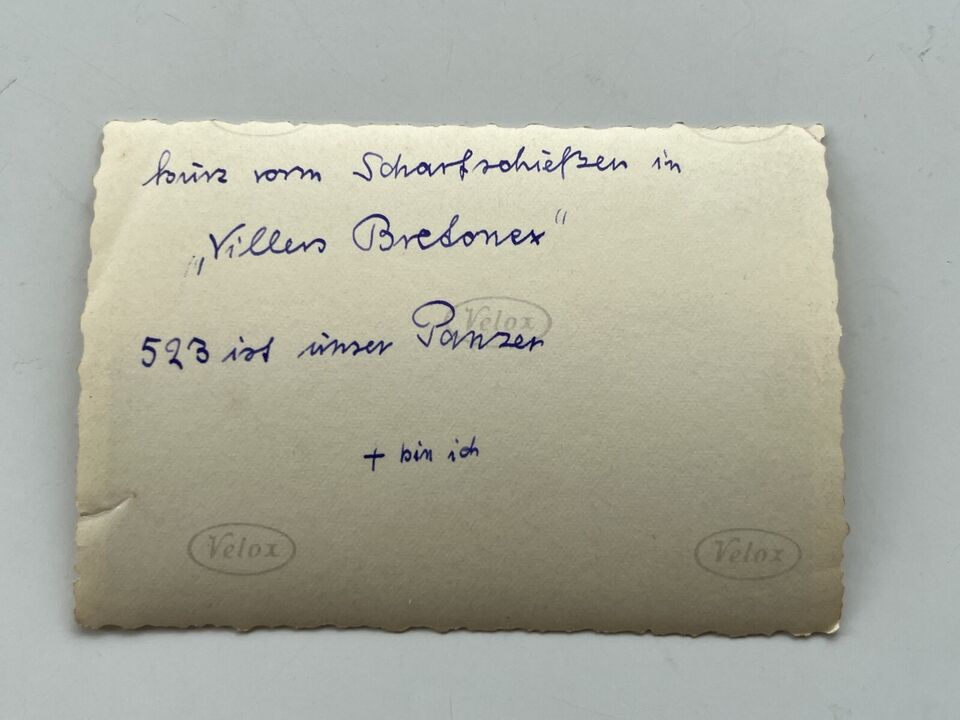 kurz vorm Scharfschießen in
„Villers Bretonex“
Velox
523 ist unser Panzer
+ bin ich
Velox
Velox